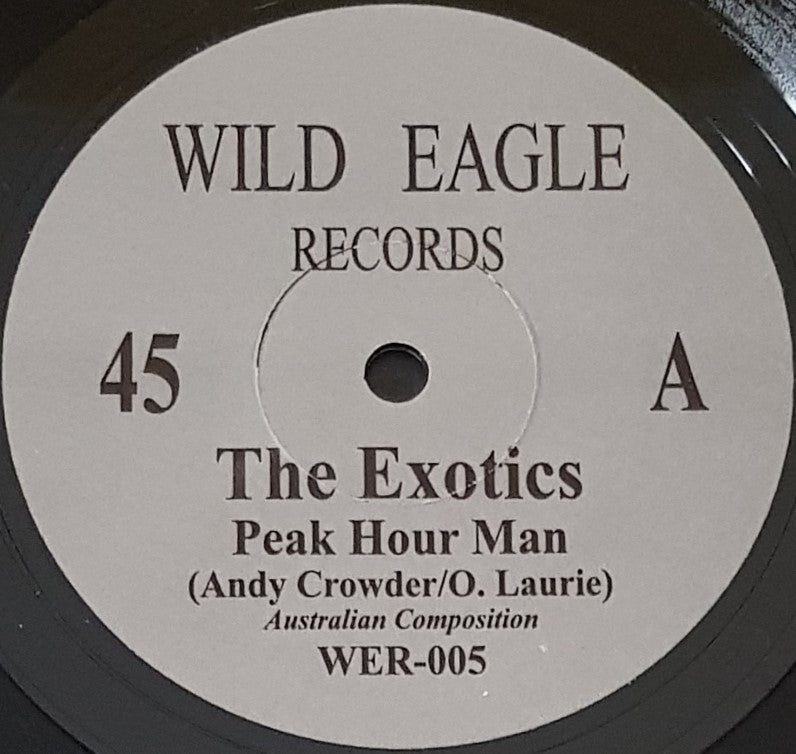 WILD EAGLE
RECORDS
45 A
The Exotics
Peak Hour Man
(Andy Crowder/O. Laurie)
Australian Composition
WER-005